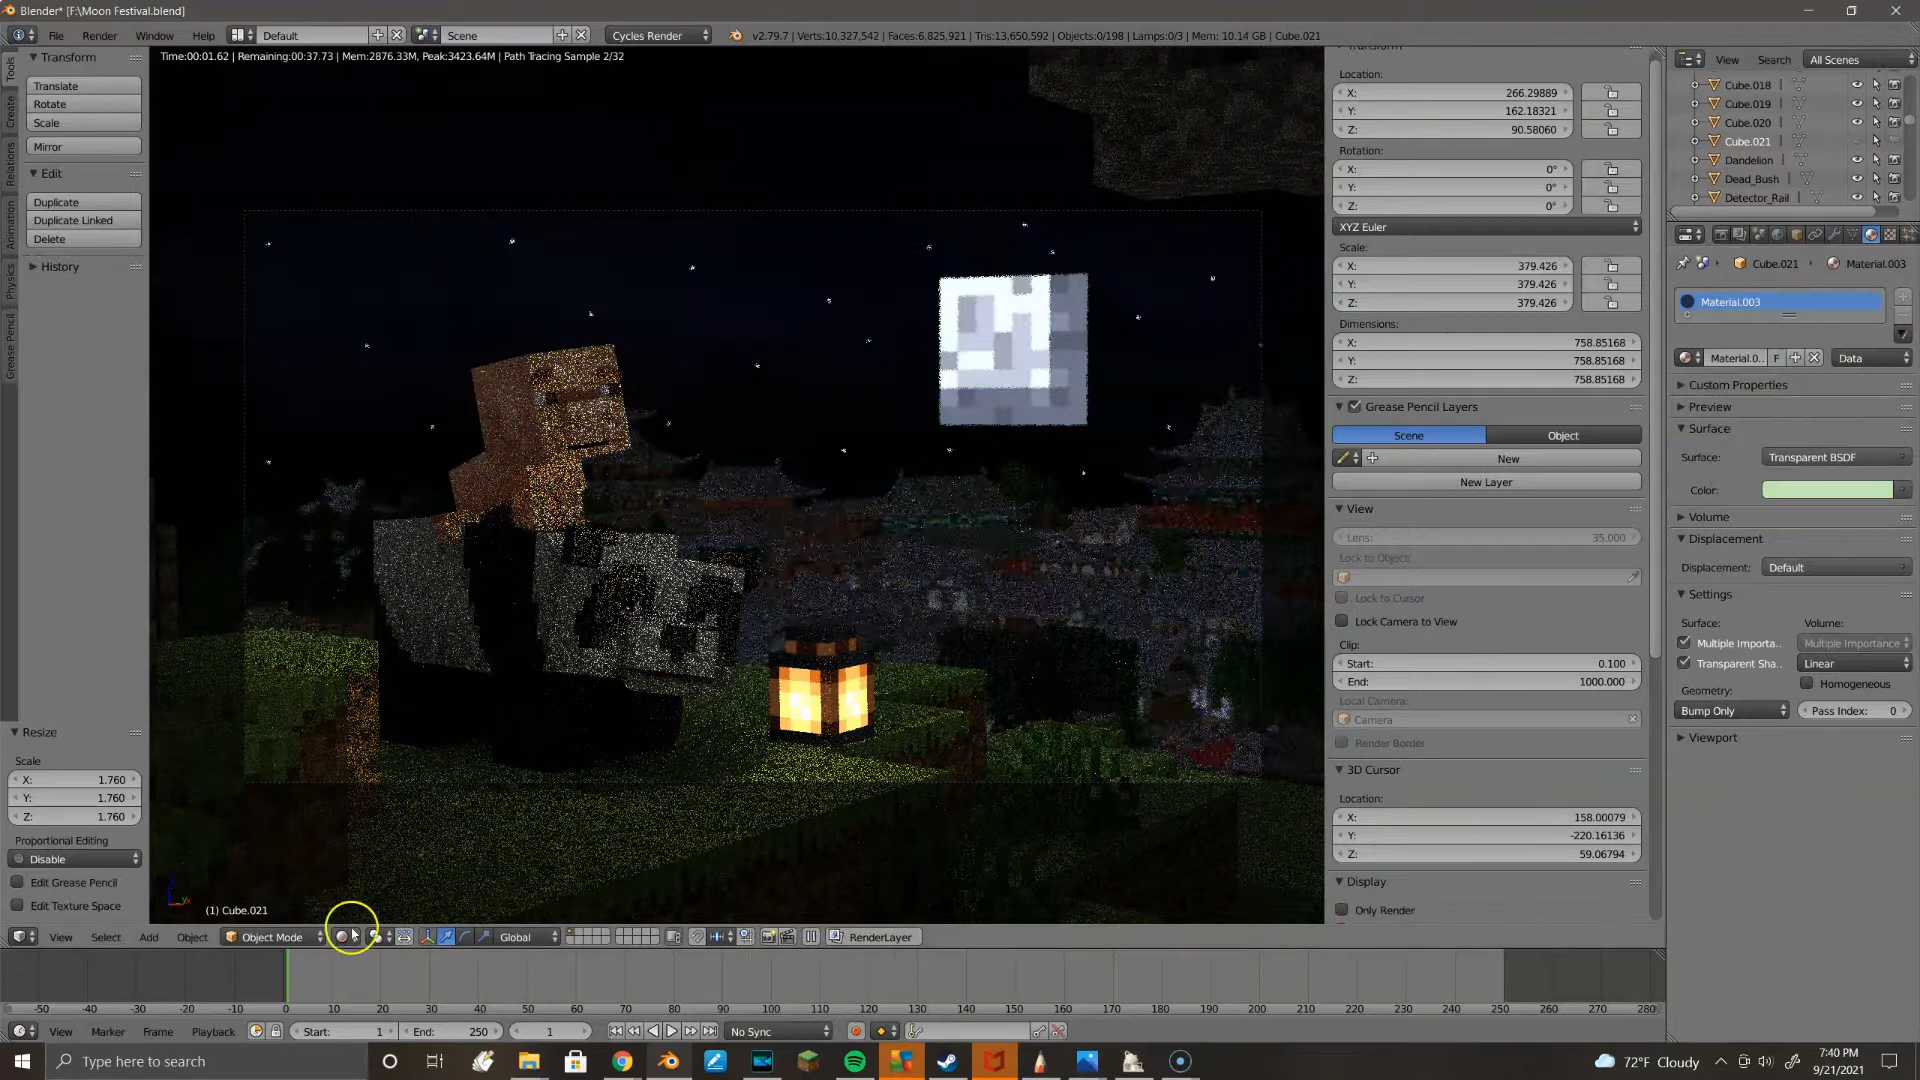 Blender* [F:\Moon Festival.blend]
File Render Window Help Default Scene Cycles Render v2.79.7 | Verts:10,327,542 | Faces:6,825,921 | Tris:13,650,592 | Objects:0/198 | Lamps:0/3 | Mem: 10.14 GB | Cube.021
Time:00:01.62 | Remaining:00:37.73 | Mem:2876.33M, Peak:3423.64M | Path Tracing Sample 2/32
Tools
Create
Relations
Animation
Physics
Grease Pencil
Transform
Translate
Rotate
Scale
Mirror
Edit
Duplicate
Duplicate Linked
Delete
History
Resize
Scale
X: 1.760
Y: 1.760
Z: 1.760
Proportional Editing
Disable
Edit Grease Pencil
Edit Texture Space
(1) Cube.021
Transform
Location:
X: 266.29889
Y: 162.18321
Z: 90.58060
Rotation:
X: 0°
Y: 0°
Z: 0°
XYZ Euler
Scale:
X: 379.426
Y: 379.426
Z: 379.426
Dimensions:
X: 758.85168
Y: 758.85168
Z: 758.85168
Grease Pencil Layers
Scene Object
New
New Layer
View
Lens: 35.000
Lock to Object:
Lock to Cursor
Lock Camera to View
Clip:
Start: 0.100
End: 1000.000
Local Camera:
Camera
Render Border
3D Cursor
Location:
X: 158.00079
Y: -220.16136
Z: 59.06794
Display
Only Render
View Search All Scenes
Cube.018
Cube.019
Cube.020
Cube.021
Dandelion
Dead_Bush
Detector_Rail
Cube.021 Material.003
Material.003
Material.0.. F Data
Custom Properties
Preview
Surface
Surface: Transparent BSDF
Color:
Volume
Displacement
Displacement: Default
Settings
Surface: Volume:
Multiple Importa.. Multiple Importance
Transparent Sha.. Linear
Homogeneous
Geometry:
Bump Only Pass Index: 0
Viewport
View Select Add Object Object Mode Global RenderLayer
-50 -40 -30 -20 -10 0 10 20 30 40 50 60 70 80 90 100 110 120 130 140 150 160 170 180 190 200 210 220 230 240 250 260 270 280
View Marker Frame Playback Start: 1 End: 250 1 No Sync
Type here to search
72°F Cloudy
7:40 PM
9/21/2021